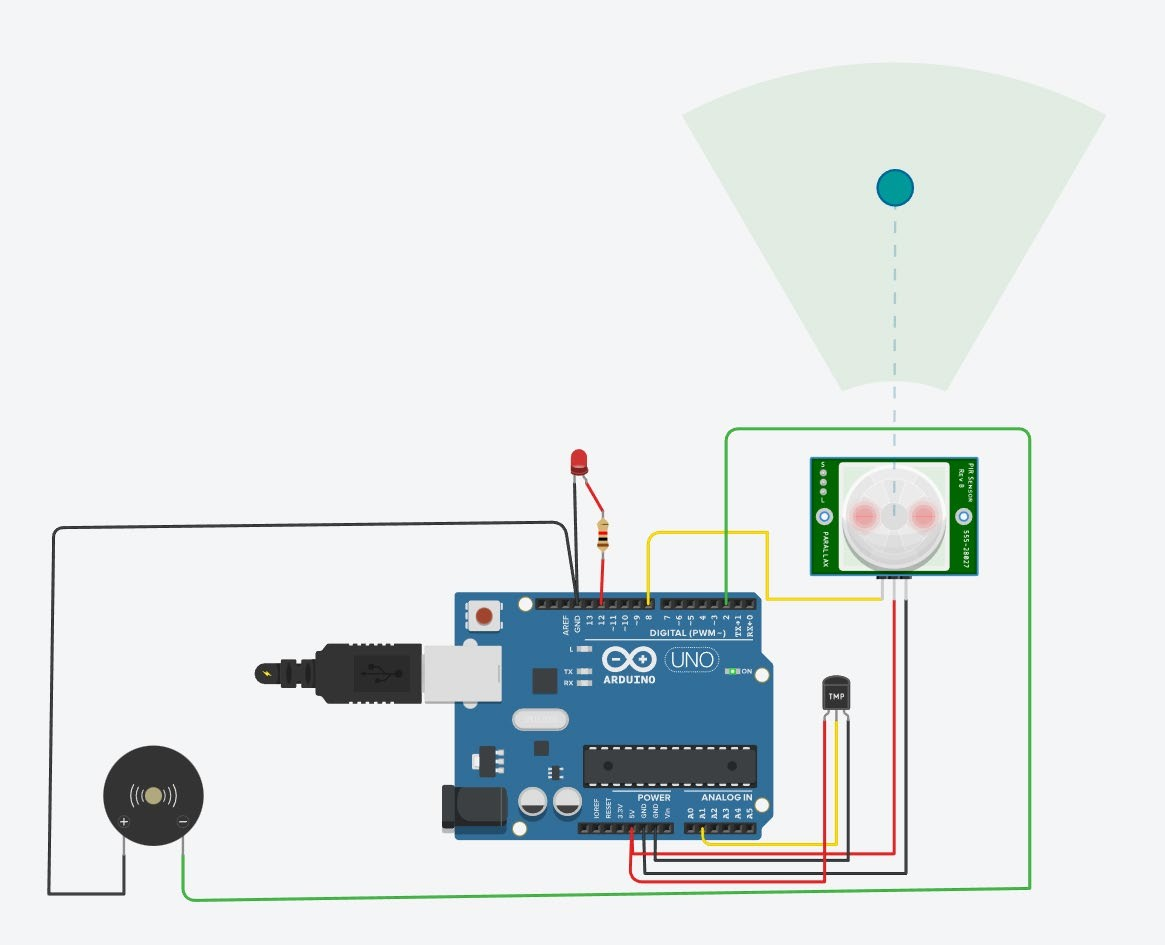 S
L
PIR SENSOR
Rev B
PARALLAX
555-28027
AREF
GND
13
12
~11
~10
~9
8
7
~6
~5
4
~3
2
TX→1
RX←0
DIGITAL (PWM~)
L
TX
RX
ARDUINO
UNO
ON
TMP
POWER
ANALOG IN
IOREF
RESET
3.3V
5V
GND
GND
Vin
A0
A1
A2
A3
A4
A5